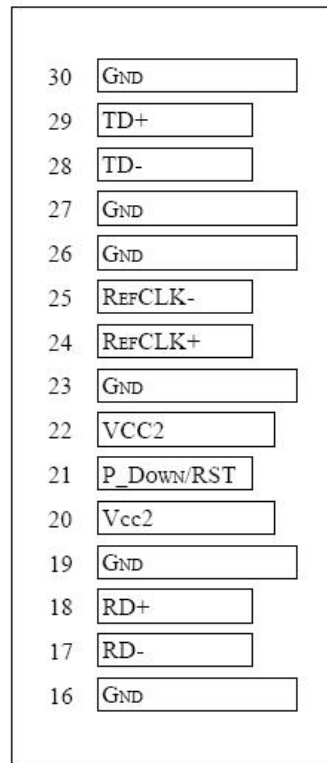 30 GND
29 TD+
28 TD-
27 GND
26 GND
25 REFCLK-
24 REFCLK+
23 GND
22 VCC2
21 P_DOWN/RST
20 Vcc2
19 GND
18 RD+
17 RD-
16 GND